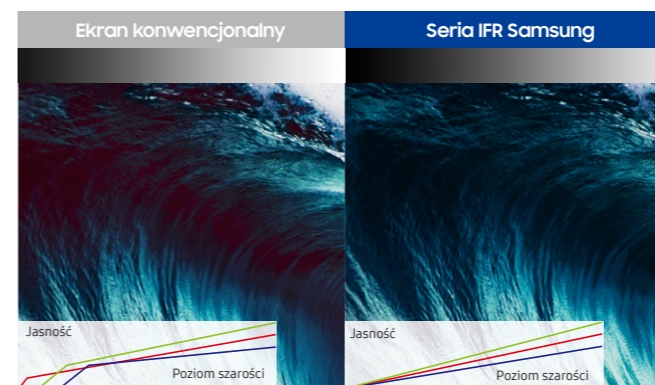 Ekran konwencjonalny
Seria IFR Samsung
Jasność
Poziom szarości
Jasność
Poziom szarości